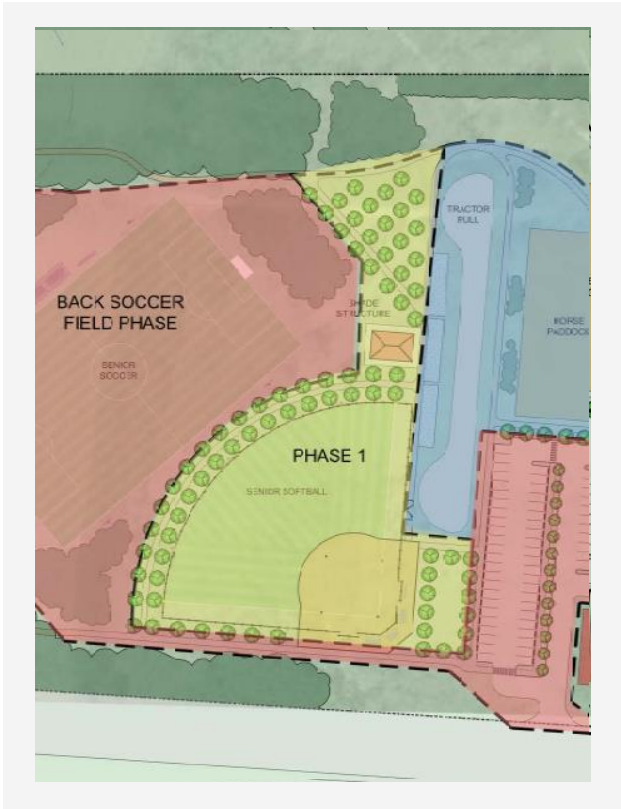 TRACTOR
PULL
BACK SOCCER
FIELD PHASE
SHADE
STRUCTURE
HORSE
PADDOCK
SENIOR
SOCCER
PHASE 1
SENIOR SOFTBALL